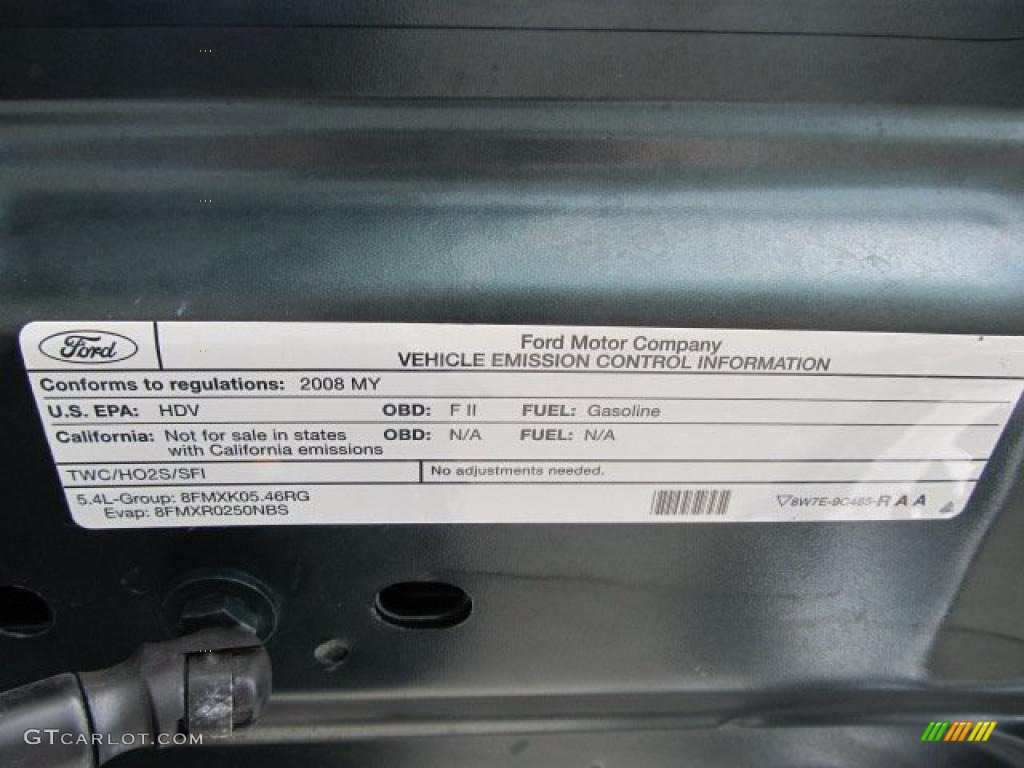 Ford
Ford Motor Company
VEHICLE EMISSION CONTROL INFORMATION
Conforms to regulations: 2008 MY
U.S. EPA: HDV OBD: F II FUEL: Gasoline
California: Not for sale in states with California emissions OBD: N/A FUEL: N/A
TWC/HO2S/SFI No adjustments needed.
5.4L-Group: 8FMXK05.46RG
Evap: 8FMXR0250NBS
8W7E-9C485-R A A
GTCARLOT.COM